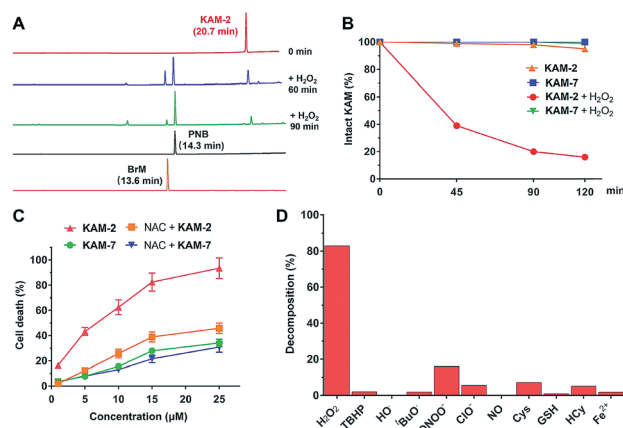 A
KAM-2
(20.7 min)
0 min
+ H₂O₂
60 min
+ H₂O₂
90 min
PNB
(14.3 min)
BrM
(13.6 min)
B
Intact KAM (%)
100
80
60
40
20
0
KAM-2
KAM-7
KAM-2 + H₂O₂
KAM-7 + H₂O₂
0 45 90 120 min
C
KAM-2 NAC + KAM-2
KAM-7 NAC + KAM-7
Cell death (%)
100
80
60
40
20
0
0 5 10 15 20 25
Concentration (µM)
D
Decomposition (%)
100
80
60
40
20
0
H₂O₂ TBHP HO· ᵗBuO· ONOO⁻ ClO⁻ NO Cys GSH HCy Fe²⁺